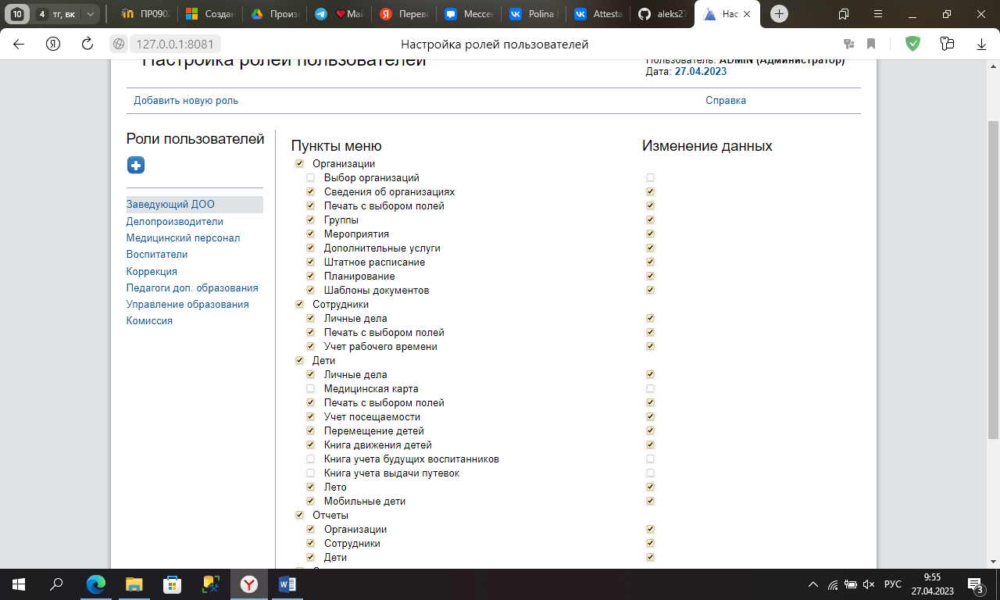 10
4 тг, вк
ПР090
Создан
Произ
Май
Перев
Мессен
Polina
Attesta
aleks27
Нас
127.0.0.1:8081
Настройка ролей пользователей
Настройка ролей пользователей
Пользователь: ADMIN (Администратор)
Дата: 27.04.2023
Добавить новую роль
Справка
Роли пользователей
Заведующий ДОО
Делопроизводители
Медицинский персонал
Воспитатели
Коррекция
Педагоги доп. образования
Управление образования
Комиссия
Пункты меню
Изменение данных
Организации
Выбор организаций
Сведения об организациях
Печать с выбором полей
Группы
Мероприятия
Дополнительные услуги
Штатное расписание
Планирование
Шаблоны документов
Сотрудники
Личные дела
Печать с выбором полей
Учет рабочего времени
Дети
Личные дела
Медицинская карта
Печать с выбором полей
Учет посещаемости
Перемещение детей
Книга движения детей
Книга учета будущих воспитанников
Книга учета выдачи путевок
Лето
Мобильные дети
Отчеты
Организации
Сотрудники
Дети
РУС
9:55
27.04.2023
3